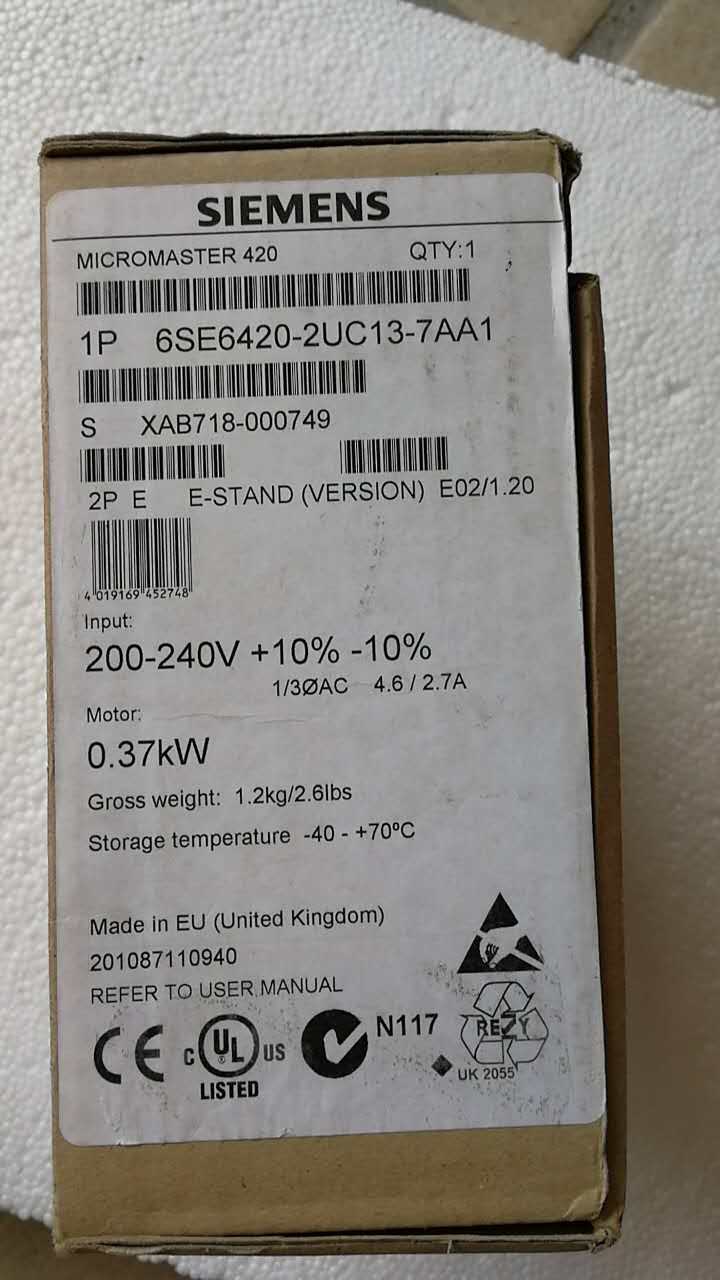 SIEMENS
MICROMASTER 420 QTY:1
1P 6SE6420-2UC13-7AA1
S XAB718-000749
2P E E-STAND (VERSION) E02/1.20
4 019169 452748
Input:
200-240V +10% -10%
1/3ØAC 4.6 / 2.7A
Motor:
0.37kW
Gross weight: 1.2kg/2.6lbs
Storage temperature -40 - +70ºC
Made in EU (United Kingdom)
201087110940
REFER TO USER MANUAL
CE C UL ® US N117 RESY
LISTED UK 2055